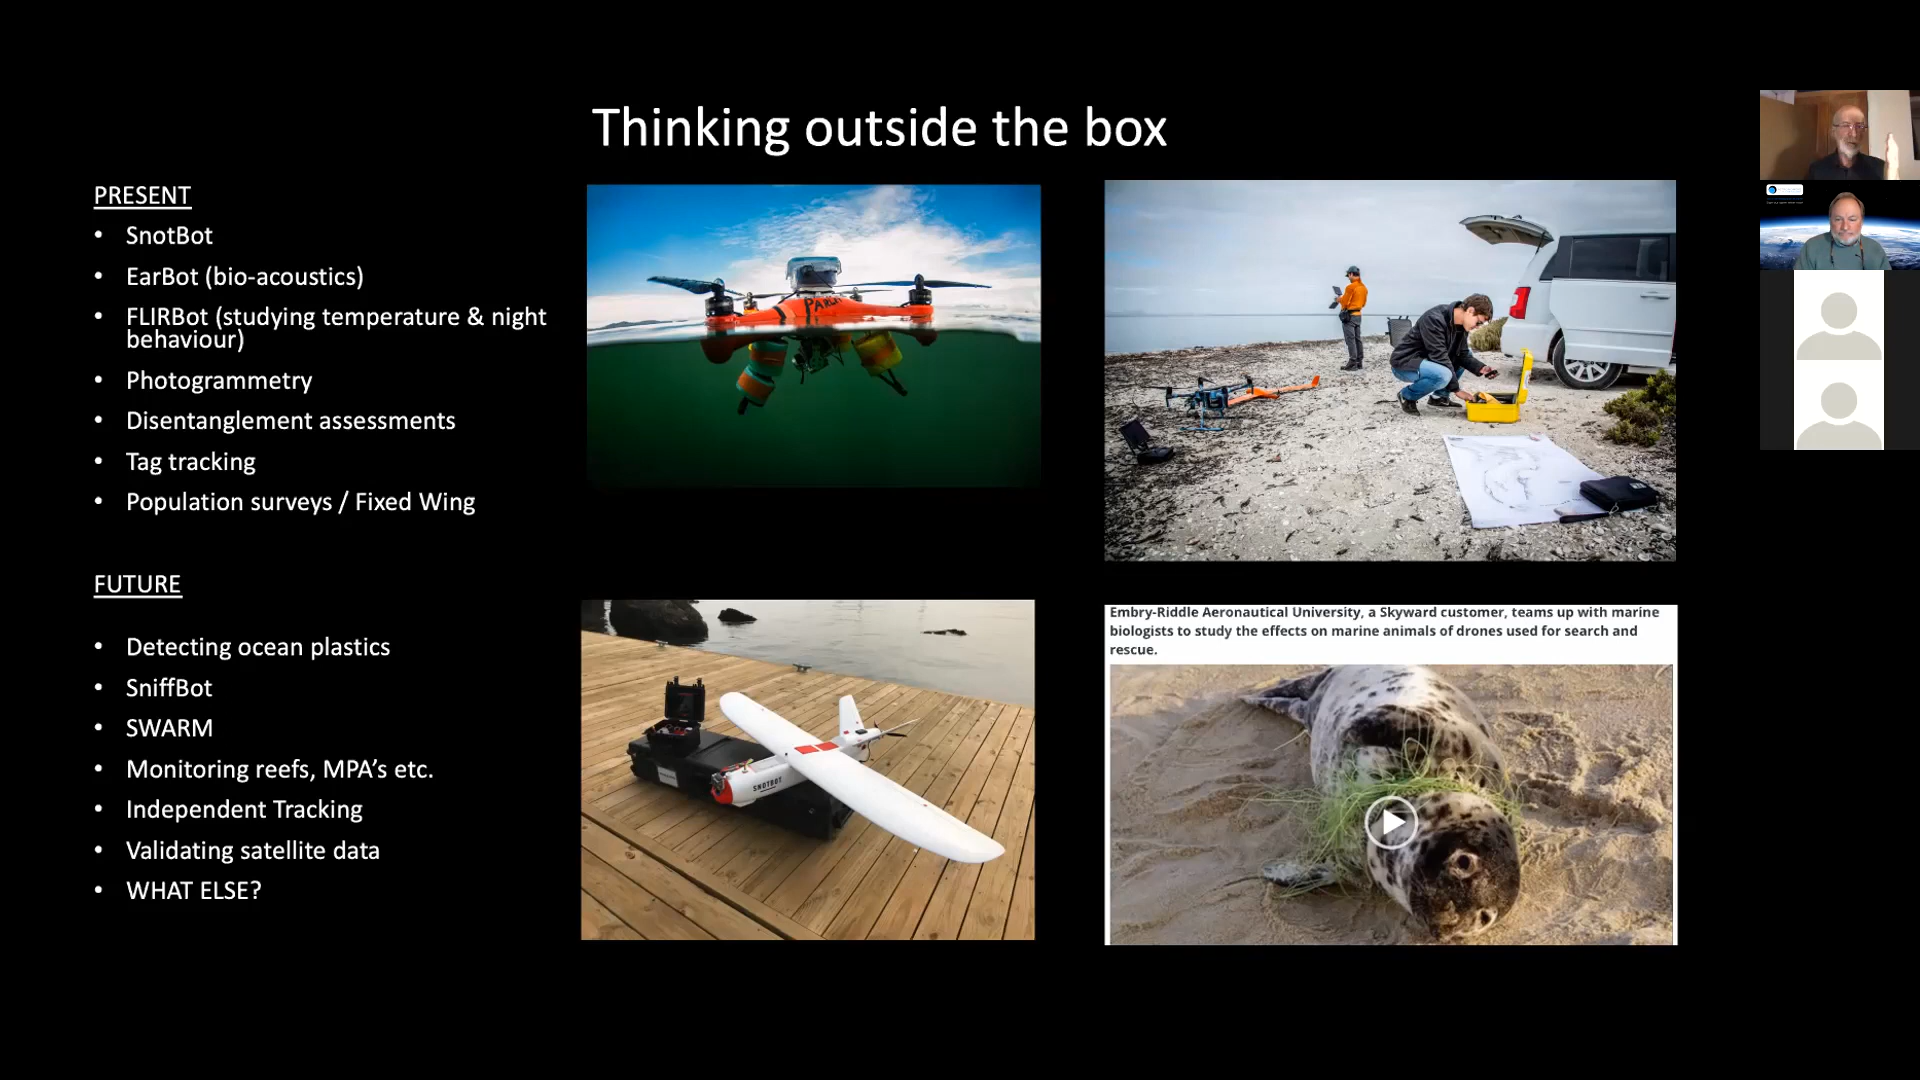 Thinking outside the box
PRESENT
• SnotBot
• EarBot (bio-acoustics)
• FLIRBot (studying temperature & night
behaviour)
• Photogrammetry
• Disentanglement assessments
• Tag tracking
• Population surveys / Fixed Wing
FUTURE
• Detecting ocean plastics
• SniffBot
• SWARM
• Monitoring reefs, MPA's etc.
• Independent Tracking
• Validating satellite data
• WHAT ELSE?
SNOTBOT
Embry-Riddle Aeronautical University, a Skyward customer, teams up with marine
biologists to study the effects on marine animals of drones used for search and
rescue.